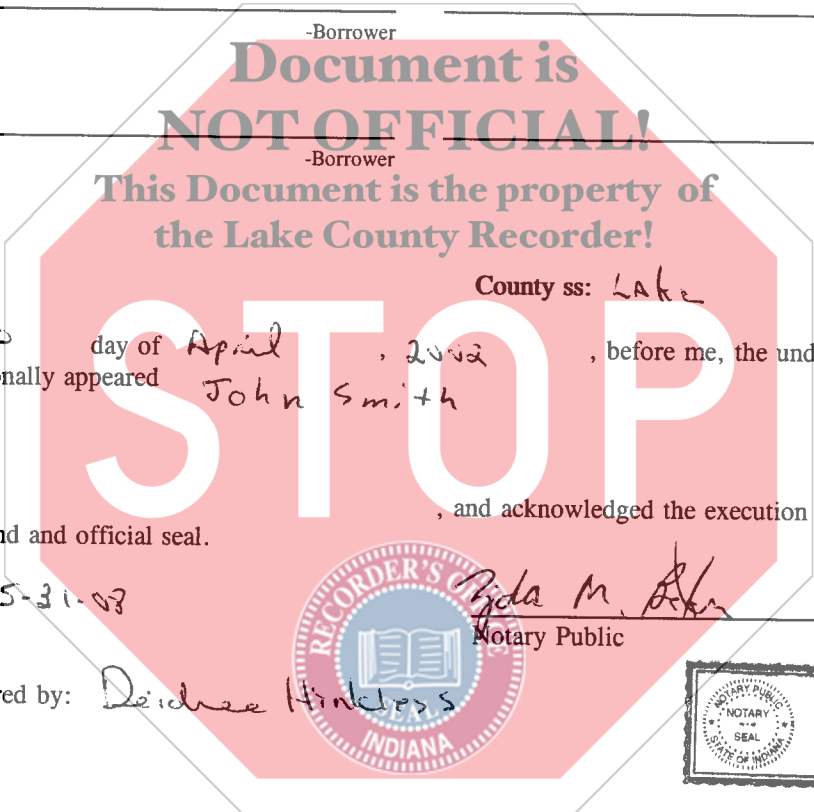 -Borrower
Document is
NOT OFFICIAL!
-Borrower
This Document is the property of
the Lake County Recorder!
County ss: LAke
STOP
day of April , 2002 , before me, the und
nally appeared John Smith
, and acknowledged the execution
nd and official seal.
5-31-03
RECORDER'S OFFICE
SEAL
INDIANA
M.
Notary Public
red by: Deidree
NOTARY PUBLIC
NOTARY
SEAL
STATE OF INDIANA